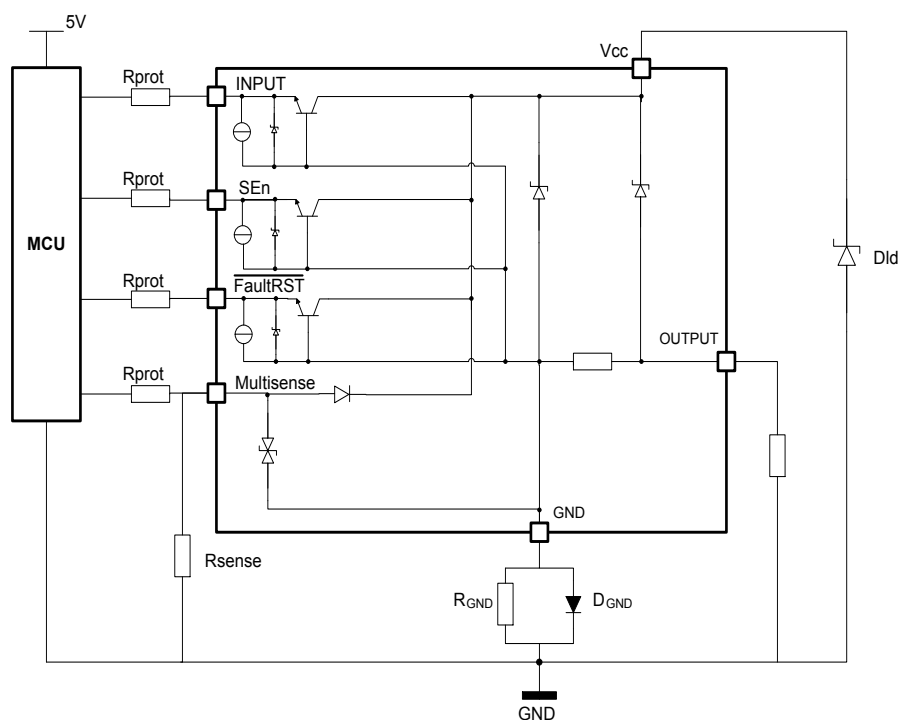 5V
Vcc
Rprot
INPUT
Rprot
SEn
MCU
Dld
Rprot
FaultRST
OUTPUT
Rprot
Multisense
GND
Rsense
RGND
DGND
GND